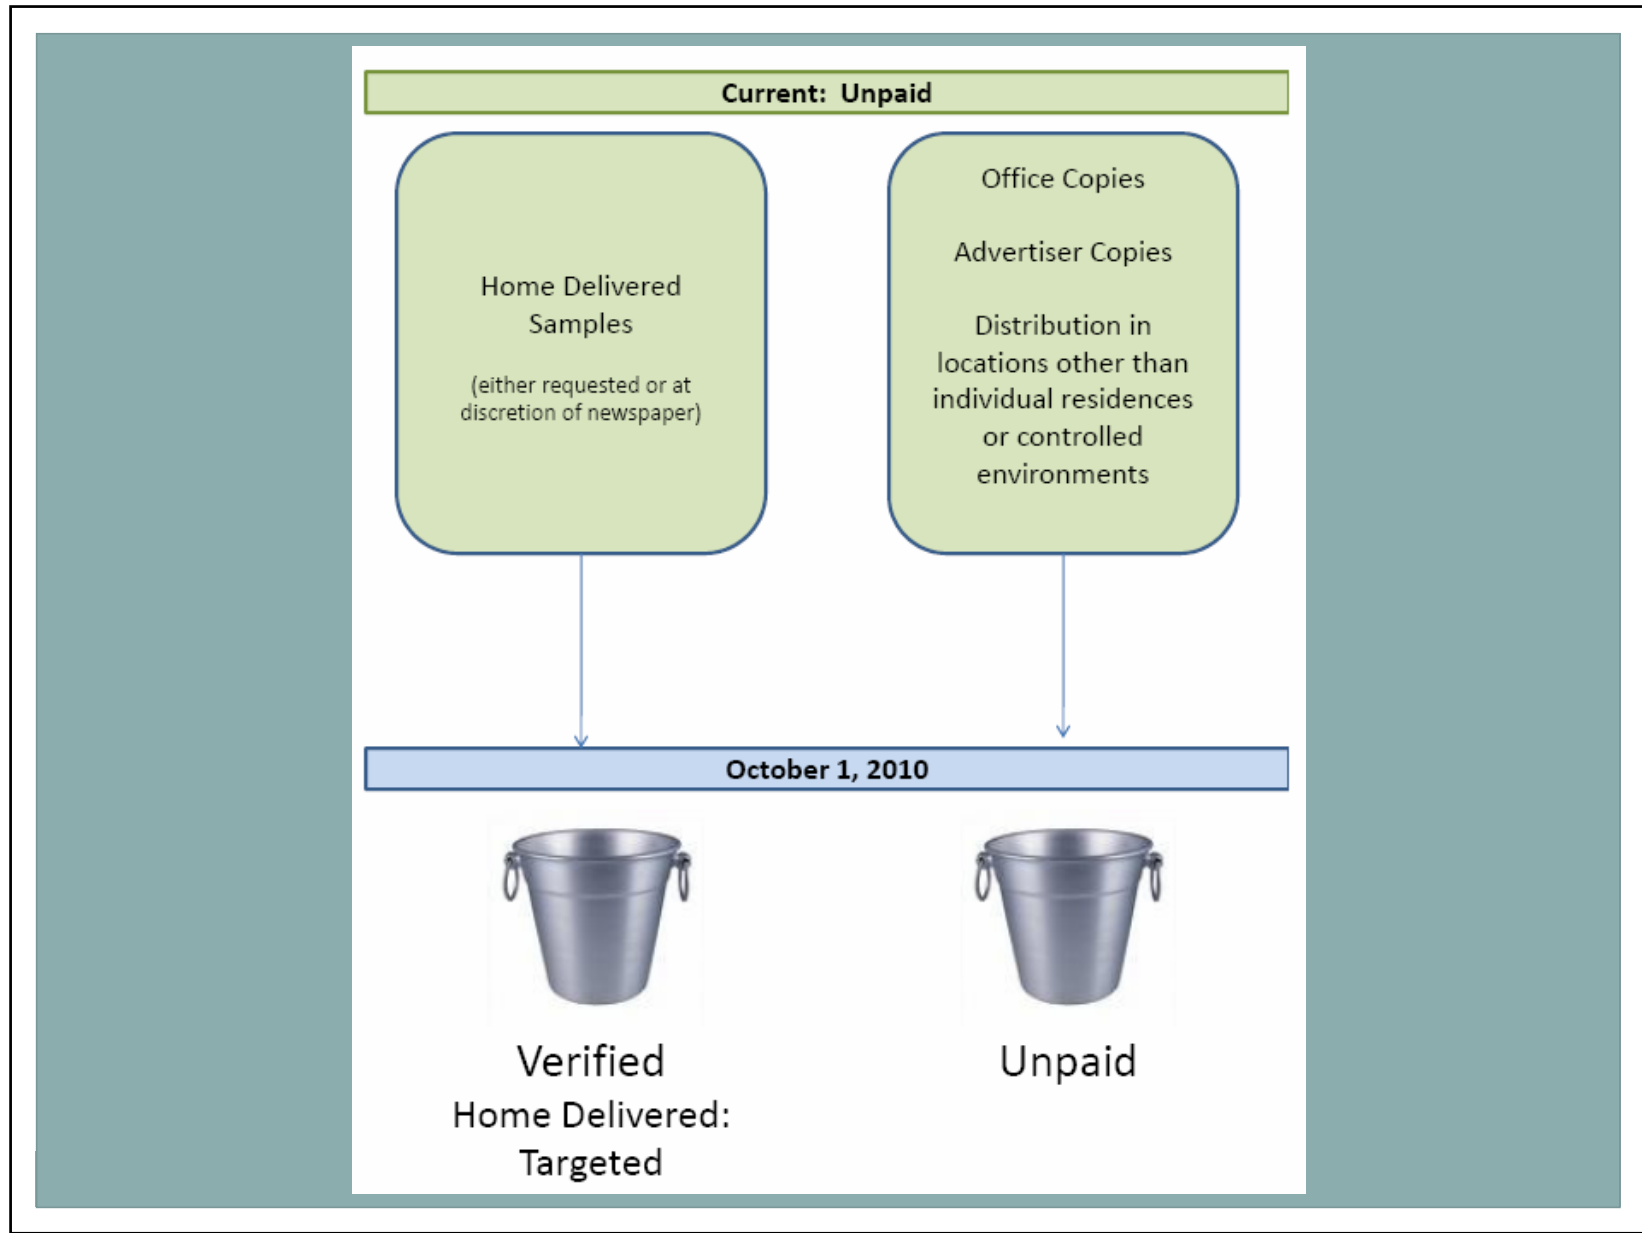 Current:  Unpaid
Home Delivered
Samples
(either requested or at
discretion of newspaper)
Office Copies
Advertiser Copies
Distribution in
locations other than
individual residences
or controlled
environments
October 1, 2010
Verified
Home Delivered:
Targeted
Unpaid